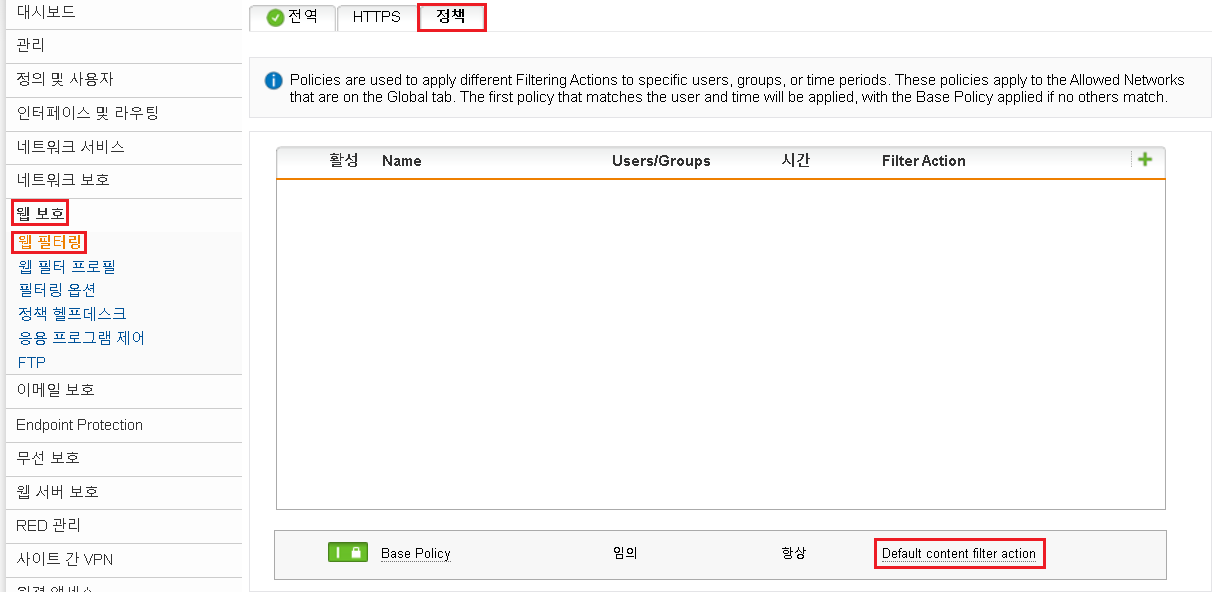 대시보드
관리
정의 및 사용자
인터페이스 및 라우팅
네트워크 서비스
네트워크 보호
웹 보호
웹 필터링
웹 필터 프로필
필터링 옵션
정책 헬프데스크
응용 프로그램 제어
FTP
이메일 보호
Endpoint Protection
무선 보호
웹 서버 보호
RED 관리
사이트 간 VPN
전역 HTTPS 정책
Policies are used to apply different Filtering Actions to specific users, groups, or time periods. These policies apply to the Allowed Networks
that are on the Global tab. The first policy that matches the user and time will be applied, with the Base Policy applied if no others match.
활성 Name Users/Groups 시간 Filter Action
Base Policy 임의 항상 Default content filter action